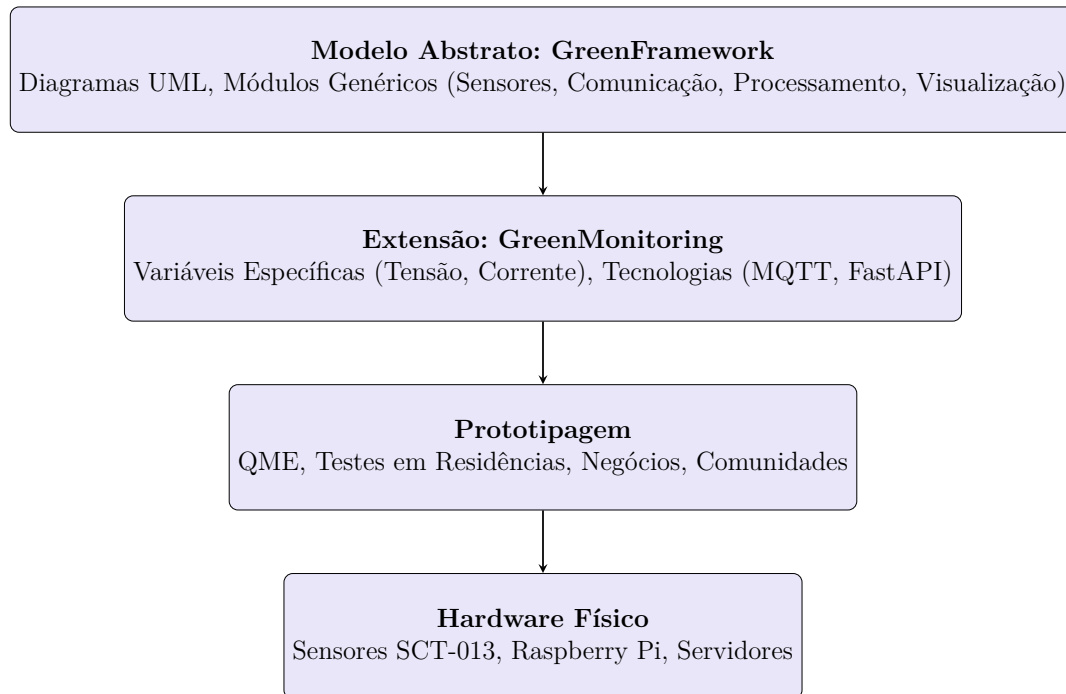 Modelo Abstrato: GreenFramework
Diagramas UML, Módulos Genéricos (Sensores, Comunicação, Processamento, Visualização)
Extensão: GreenMonitoring
Variáveis Específicas (Tensão, Corrente), Tecnologias (MQTT, FastAPI)
Prototipagem
QME, Testes em Residências, Negócios, Comunidades
Hardware Físico
Sensores SCT-013, Raspberry Pi, Servidores